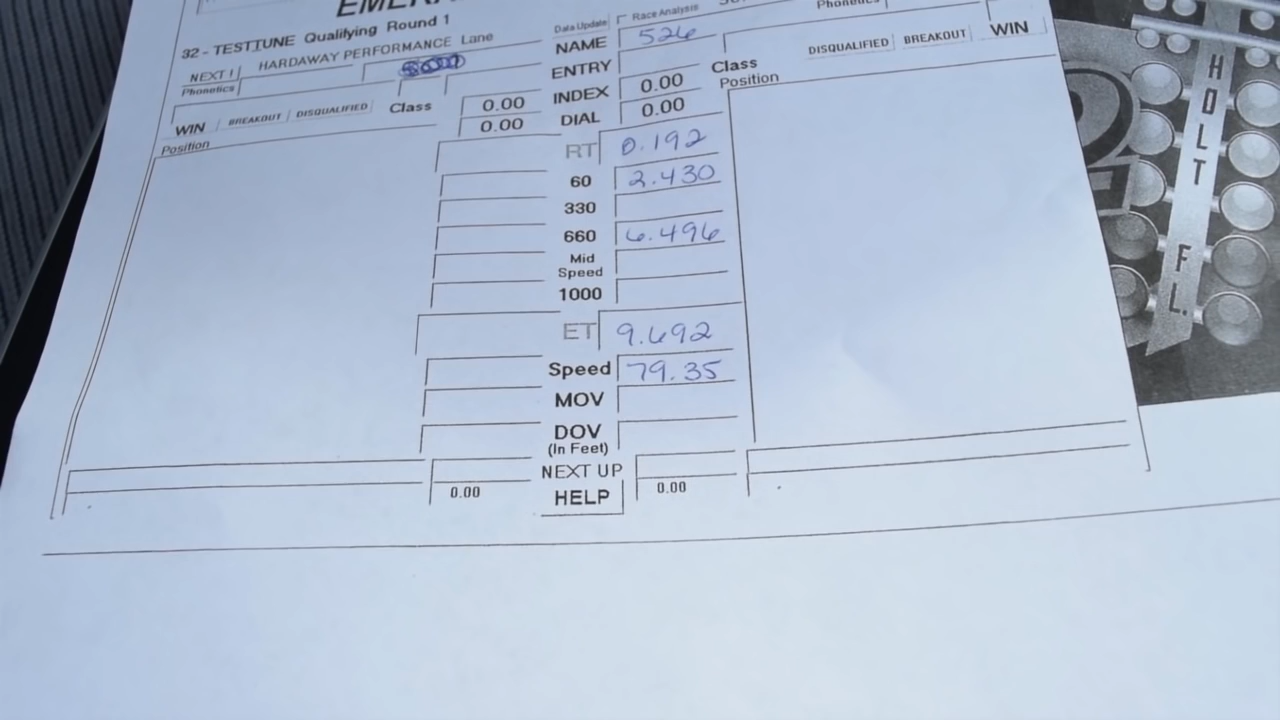 EMER
32 - TESTTUNE Qualifying Round 1
HARDAWAY PERFORMANCE Lane
NEXT !
Phonetics
WIN BREAKOUT DISQUALIFIED Class
Position
Data Update Race Analysis
NAME 526
ENTRY
0.00 INDEX 0.00
0.00 DIAL 0.00
RT 0.192
60 2.430
330
660 6.496
Mid
Speed
1000
ET 9.692
Speed 79.35
MOV
DOV
(In Feet)
NEXT UP
0.00 HELP 0.00
Phonetics
Class DISQUALIFIED BREAKOUT WIN
Position
HOLT FL.